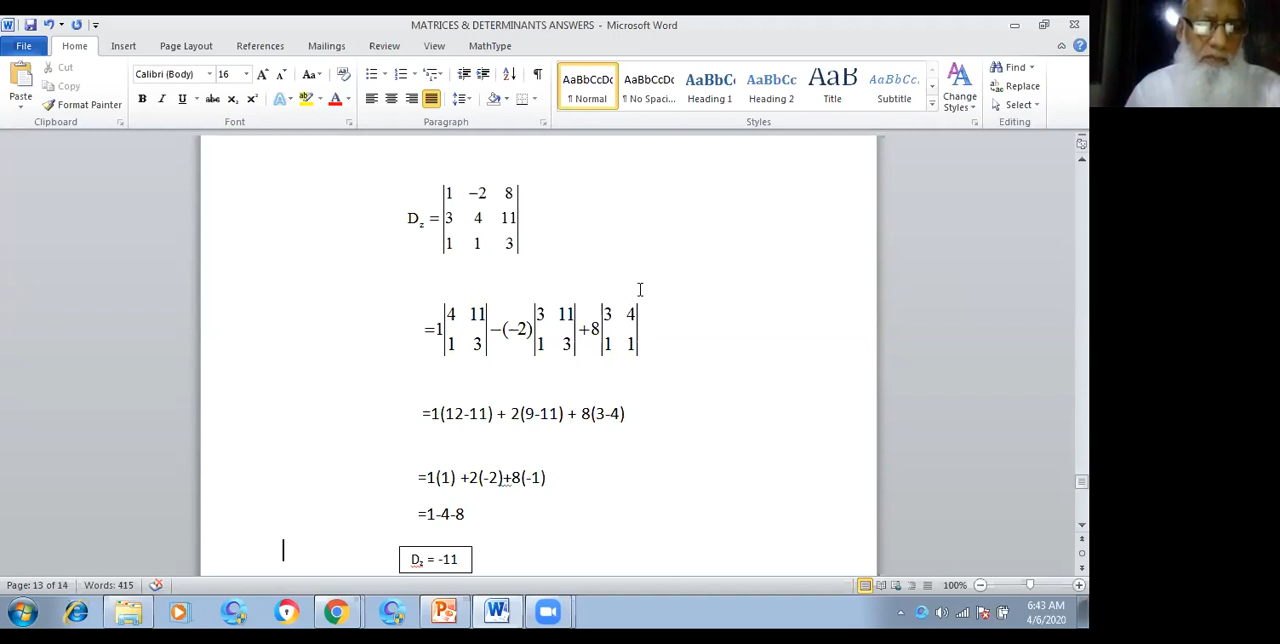 MATRICES & DETERMINANTS ANSWERS - Microsoft Word
File Home Insert Page Layout References Mailings Review View MathType
Paste Cut Copy Format Painter
Calibri (Body) 16
B I U abc x₂ x²
AaBbCcDc AaBbCcDc AaBbC AaBbCc AaB AaBbCc.
¶ Normal ¶ No Spaci... Heading 1 Heading 2 Title Subtitle
Change Styles
Find Replace Select
Clipboard Font Paragraph Styles Editing
D_z = |1 −2 8|
|3 4 11|
|1 1 3|
=1|4 11| −(−2)|3 11| +8|3 4|
|1 3| |1 3| |1 1|
=1(12-11) + 2(9-11) + 8(3-4)
=1(1) +2(-2)+8(-1)
=1-4-8
D_z = -11
Page: 13 of 14 Words: 415 100%
6:43 AM
4/6/2020